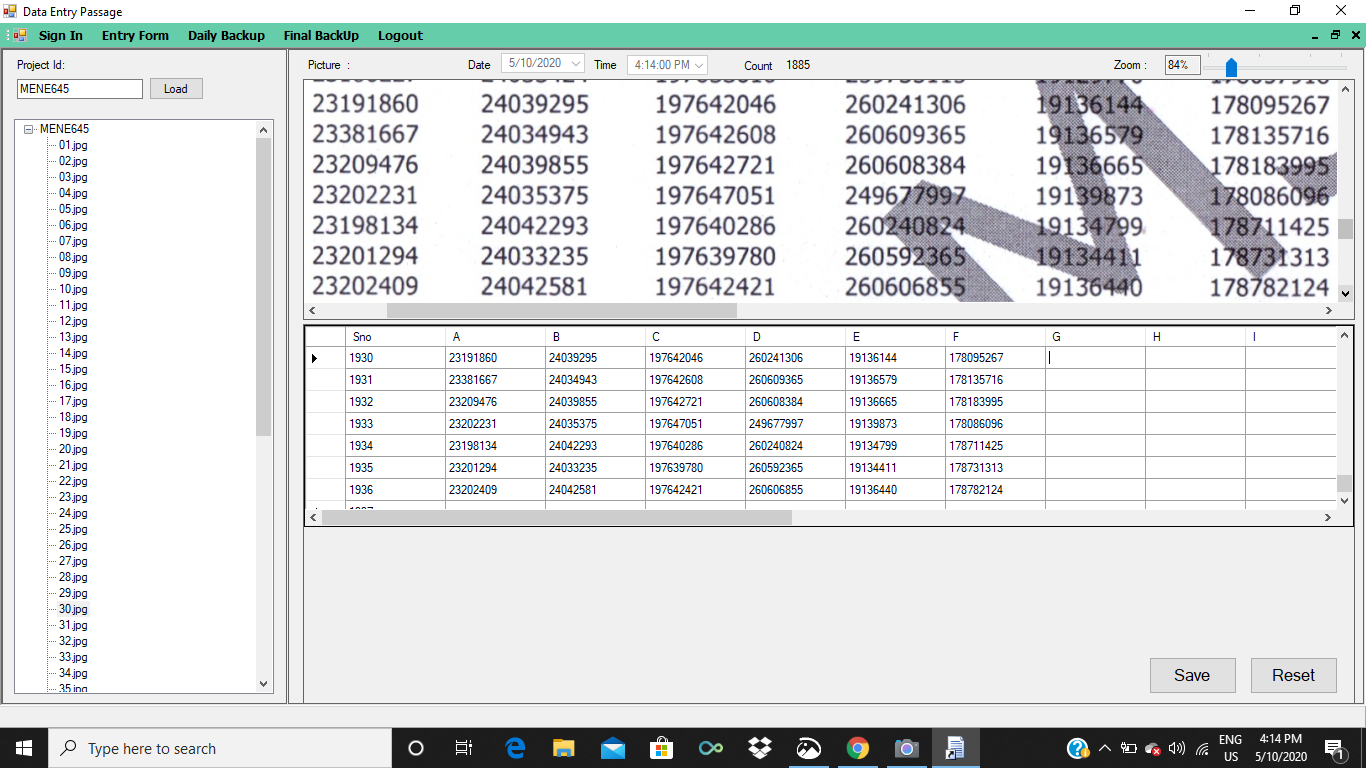 Data Entry Passage
Sign In Entry Form Daily Backup Final BackUp Logout
Project Id:
MENE645 Load
MENE645
01.jpg
02.jpg
03.jpg
04.jpg
05.jpg
06.jpg
07.jpg
08.jpg
09.jpg
10.jpg
11.jpg
12.jpg
13.jpg
14.jpg
15.jpg
16.jpg
17.jpg
18.jpg
19.jpg
20.jpg
21.jpg
22.jpg
23.jpg
24.jpg
25.jpg
26.jpg
27.jpg
28.jpg
29.jpg
30.jpg
31.jpg
32.jpg
33.jpg
34.jpg
35.jpg
Picture : Date 5/10/2020 Time 4:14:00 PM Count 1885 Zoom : 84%
23191860 24039295 197642046 260241306 19136144 178095267
23381667 24034943 197642608 260609365 19136579 178135716
23209476 24039855 197642721 260608384 19136665 178183995
23202231 24035375 197647051 249677997 19139873 178086096
23198134 24042293 197640286 260240824 19134799 178711425
23201294 24033235 197639780 260592365 19134411 178731313
23202409 24042581 197642421 260606855 19136440 178782124
Sno A B C D E F G H I
1930 23191860 24039295 197642046 260241306 19136144 178095267
1931 23381667 24034943 197642608 260609365 19136579 178135716
1932 23209476 24039855 197642721 260608384 19136665 178183995
1933 23202231 24035375 197647051 249677997 19139873 178086096
1934 23198134 24042293 197640286 260240824 19134799 178711425
1935 23201294 24033235 197639780 260592365 19134411 178731313
1936 23202409 24042581 197642421 260606855 19136440 178782124
Save Reset
Type here to search
ENG
US
4:14 PM
5/10/2020
1